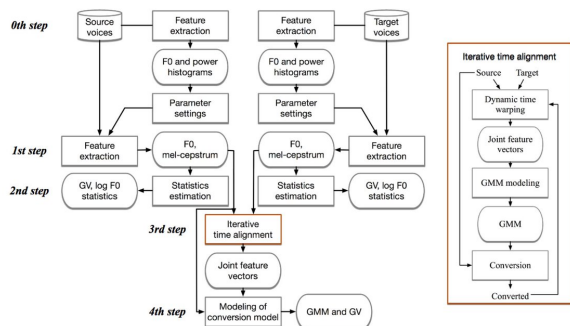 0th step
Source
voices
Feature
extraction
Feature
extraction
Target
voices
F0 and power
histograms
F0 and power
histograms
Parameter
settings
Parameter
settings
1st step
Feature
extraction
F0,
mel-cepstrum
F0,
mel-cepstrum
Feature
extraction
2nd step
GV, log F0
statistics
Statistics
estimation
Statistics
estimation
GV, log F0
statistics
3rd step
Iterative
time alignment
Joint feature
vectors
4th step
Modeling of
conversion model
GMM and GV
Iterative time alignment
Source Target
Dynamic time
warping
Joint feature
vectors
GMM modeling
GMM
Conversion
Converted